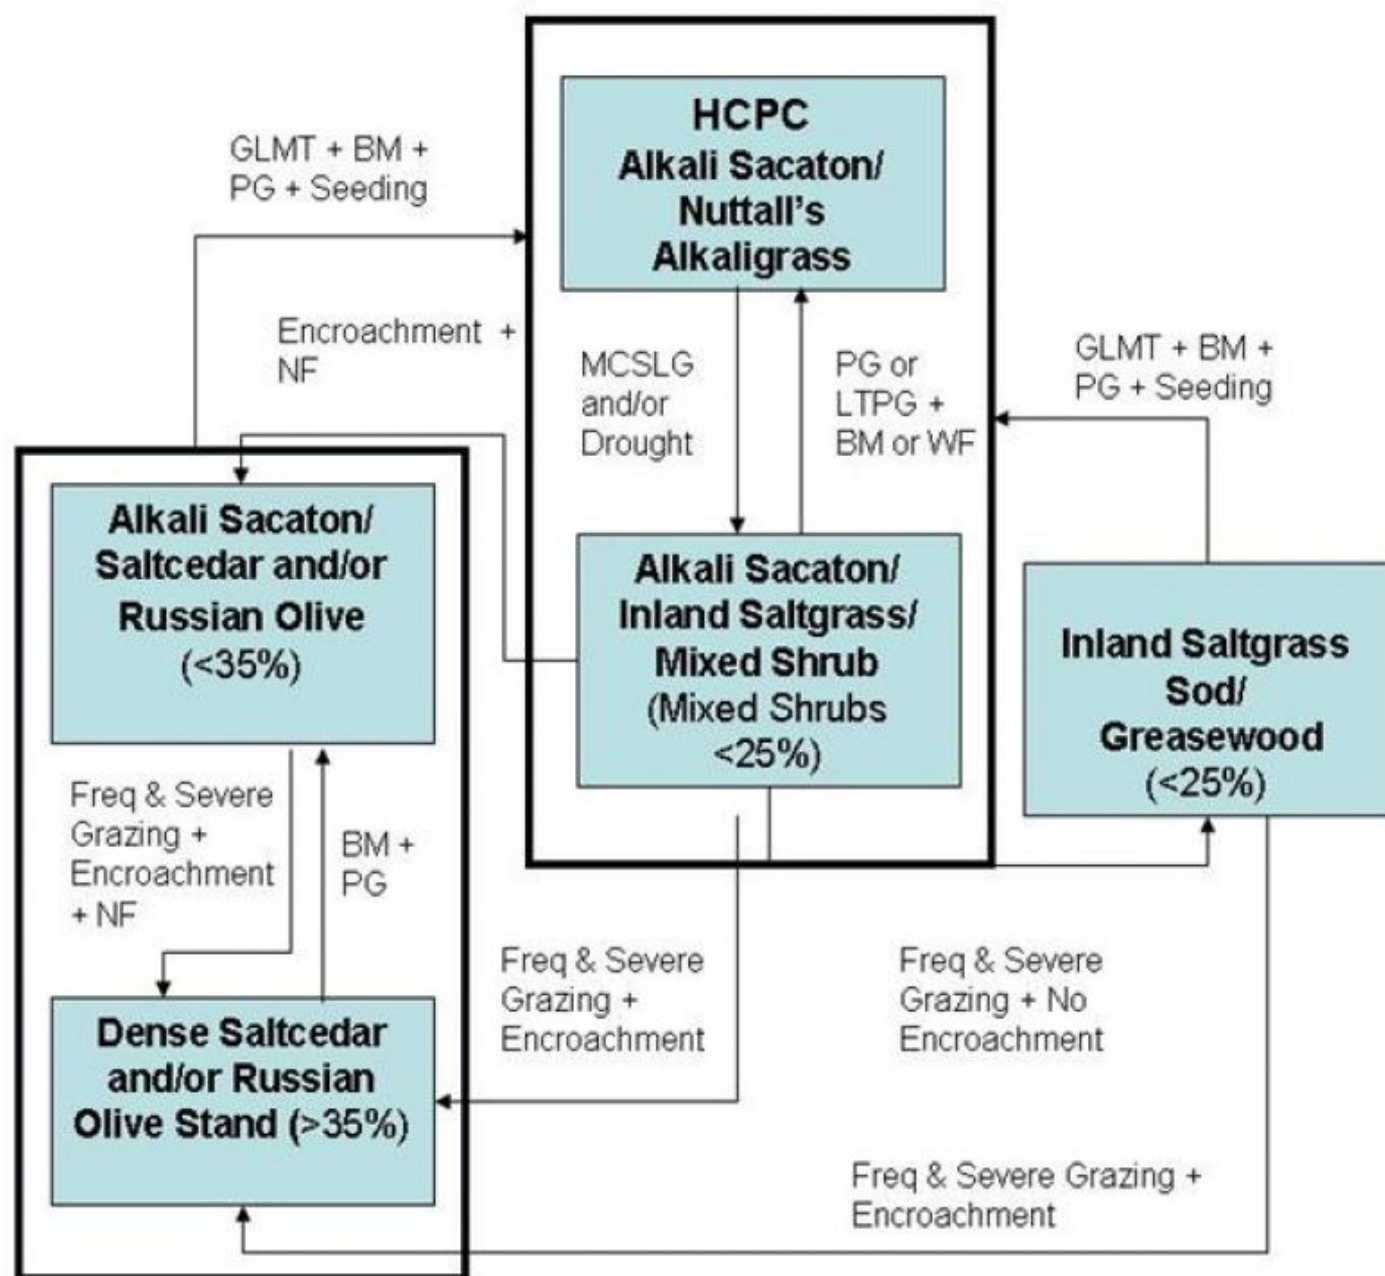 HCPC
Alkali Sacaton/
Nuttall's
Alkaligrass
GLMT + BM +
PG + Seeding
Encroachment +
NF
MCSLG
and/or
Drought
PG or
LTPG +
BM or WF
GLMT + BM +
PG + Seeding
Alkali Sacaton/
Saltcedar and/or
Russian Olive
(<35%)
Alkali Sacaton/
Inland Saltgrass/
Mixed Shrub
(Mixed Shrubs
<25%)
Inland Saltgrass
Sod/
Greasewood
(<25%)
Freq & Severe
Grazing +
Encroachment
+ NF
BM +
PG
Freq & Severe
Grazing +
Encroachment
Freq & Severe
Grazing + No
Encroachment
Dense Saltcedar
and/or Russian
Olive Stand (>35%)
Freq & Severe Grazing +
Encroachment